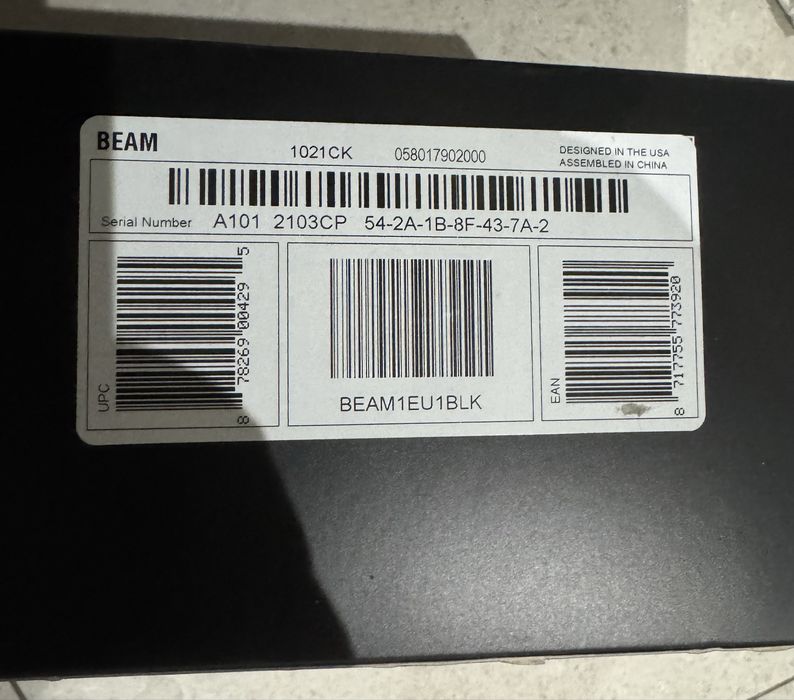 BEAM
1021CK 058017902000
DESIGNED IN THE USA
ASSEMBLED IN CHINA
Serial Number A101 2103CP 54-2A-1B-8F-43-7A-2
UPC
8 78269 00429 5
BEAM1EU1BLK
EAN
8 717755 773920